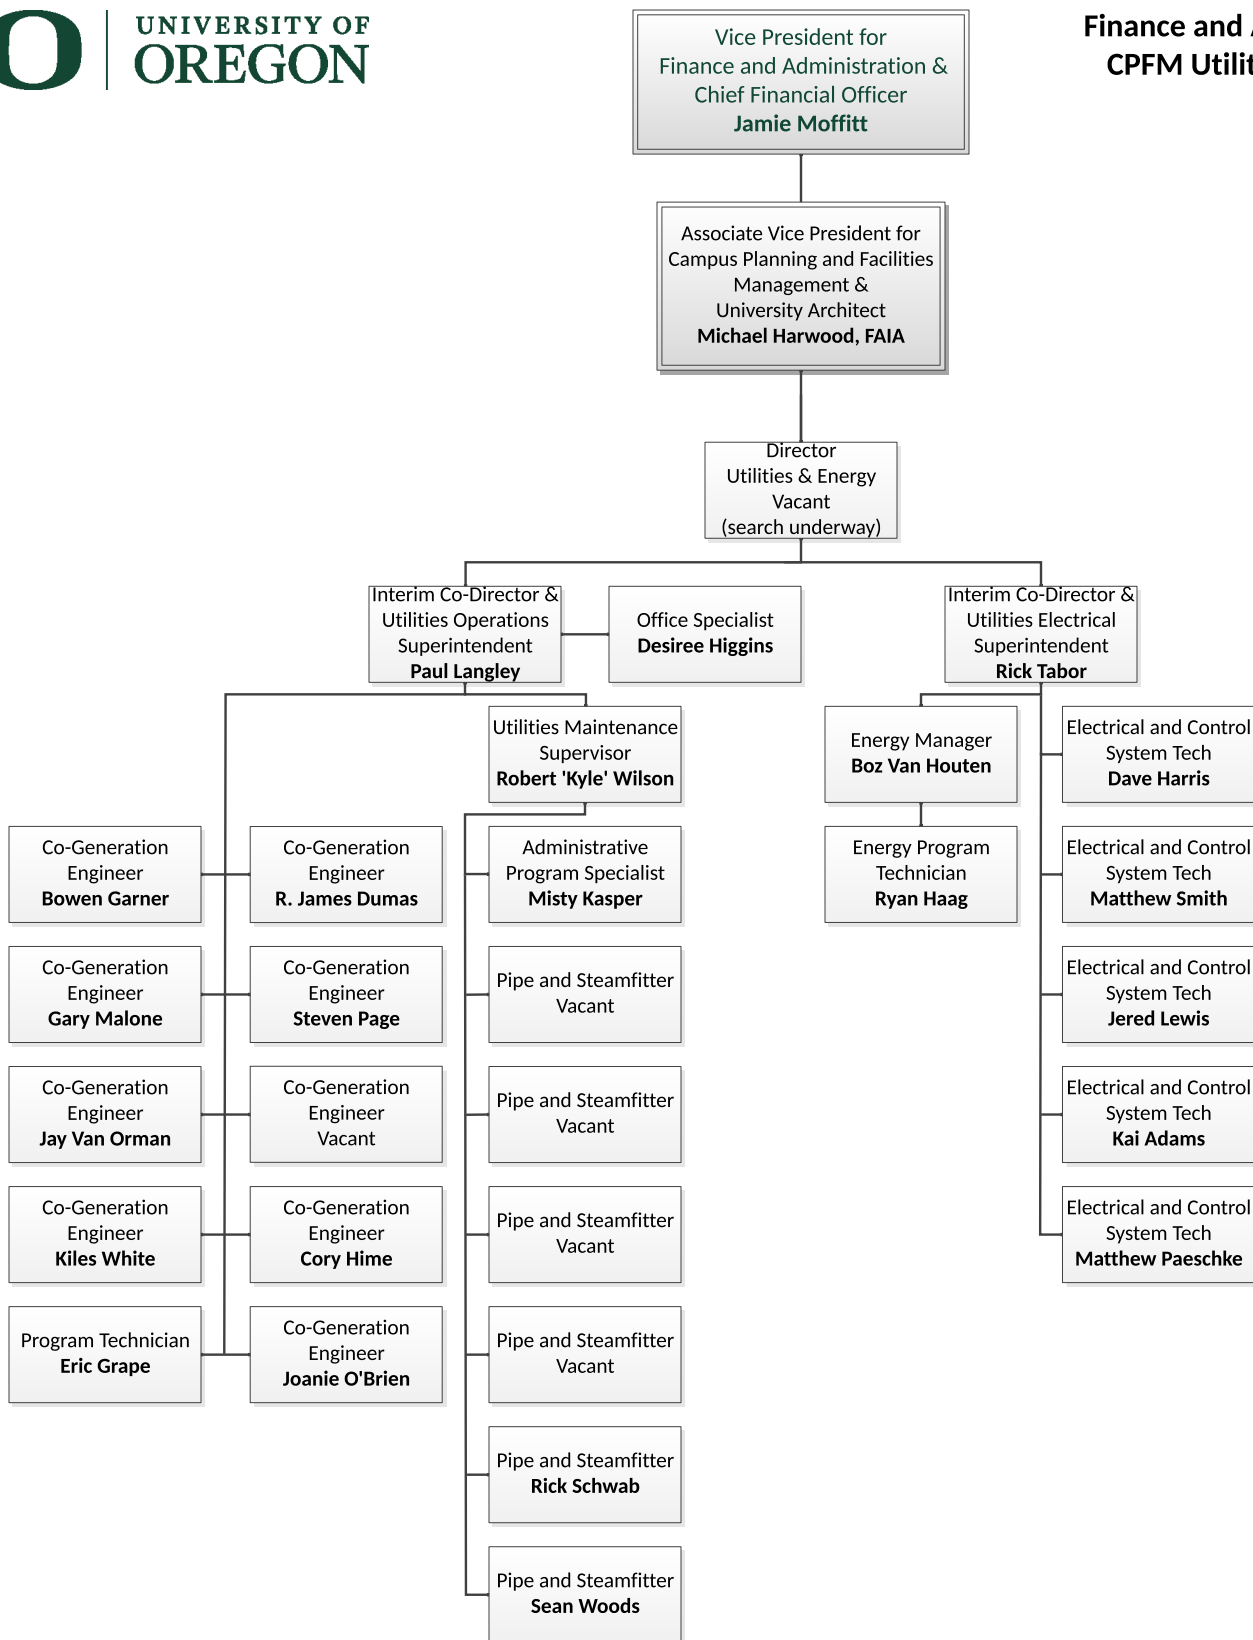 UNIVERSITY OF
OREGON
Finance and
CPFM
Vice President for
Finance and Administration &
Chief Financial Officer
Jamie Moffitt
Associate Vice President for
Campus Planning and Facilities
Management &
University Architect
Michael Harwood, FAIA
Director
Utilities & Energy
Vacant
(search underway)
Interim Co-Director &
Utilities Operations
Superintendent
Paul Langley
Office Specialist
Desiree Higgins
Interim Co-Director &
Utilities Electrical
Superintendent
Rick Tabor
Utilities Maintenance
Supervisor
Robert 'Kyle' Wilson
Energy Manager
Boz Van Houten
Electrical and Control
System Tech
Dave Harris
Co-Generation
Engineer
Bowen Garner
Co-Generation
Engineer
R. James Dumas
Administrative
Program Specialist
Misty Kasper
Energy Program
Technician
Ryan Haag
Electrical and Control
System Tech
Matthew Smith
Co-Generation
Engineer
Gary Malone
Co-Generation
Engineer
Steven Page
Pipe and Steamfitter
Vacant
Electrical and Control
System Tech
Jered Lewis
Co-Generation
Engineer
Jay Van Orman
Co-Generation
Engineer
Vacant
Pipe and Steamfitter
Vacant
Electrical and Control
System Tech
Kai Adams
Co-Generation
Engineer
Kiles White
Co-Generation
Engineer
Cory Hime
Pipe and Steamfitter
Vacant
Electrical and Control
System Tech
Matthew Paeschke
Program Technician
Eric Grape
Co-Generation
Engineer
Joanie O'Brien
Pipe and Steamfitter
Vacant
Pipe and Steamfitter
Rick Schwab
Pipe and Steamfitter
Sean Woods